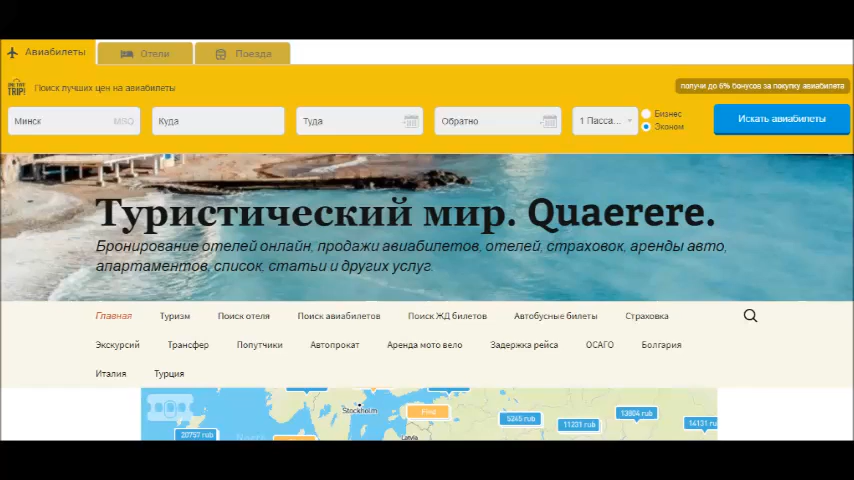 Авиабилеты Отели Поезда
TRIP! Поиск лучших цен на авиабилеты получи до 6% бонусов за покупку авиабилета
Минск MSQ Куда Туда Обратно 1 Пасса... Бизнес Эконом Искать авиабилеты
Туристический мир. Quaerere.
Бронирование отелей онлайн, продажи авиабилетов, отелей, страховок, аренды авто,
апартаментов, список, статьи и других услуг.
Главная Туризм Поиск отеля Поиск авиабилетов Поиск ЖД билетов Автобусные билеты Страховка
Экскурсий Трансфер Попутчики Автопрокат Аренда мото вело Задержка рейса ОСАГО Болгария
Италия Турция
Stockholm 5245 rub 11231 rub 13804 rub
20757 rub Latvia